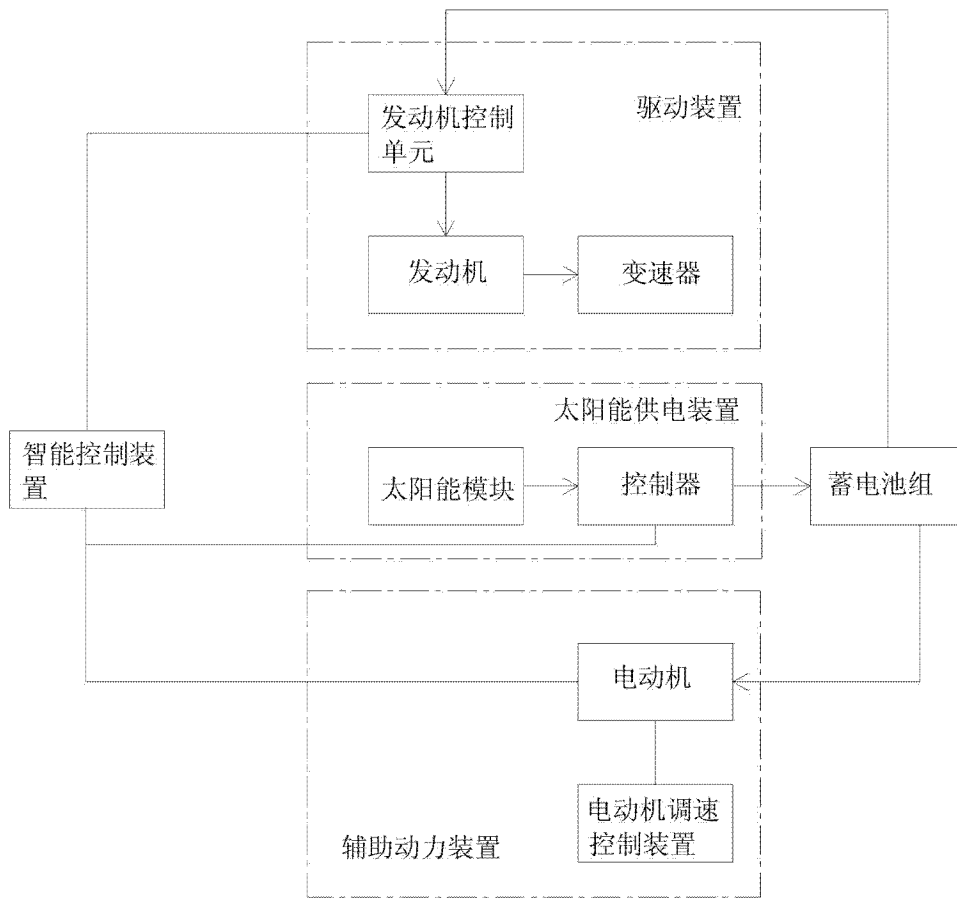 驱动装置
发动机控制
单元
发动机
变速器
太阳能供电装置
智能控制装
置
太阳能模块
控制器
蓄电池组
电动机
电动机调速
控制装置
辅助动力装置